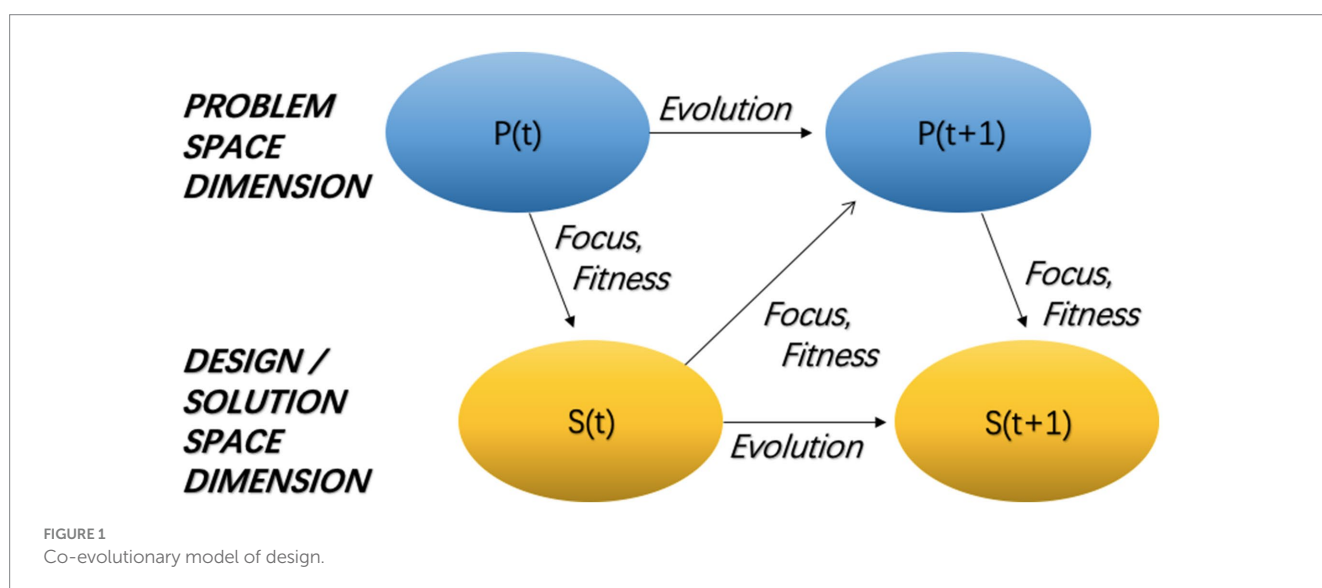 PROBLEM
SPACE
DIMENSION
P(t)
Evolution
P(t+1)
Focus,
Fitness
Focus,
Fitness
Focus,
Fitness
DESIGN /
SOLUTION
SPACE
DIMENSION
S(t)
Evolution
S(t+1)
FIGURE 1
Co-evolutionary model of design.